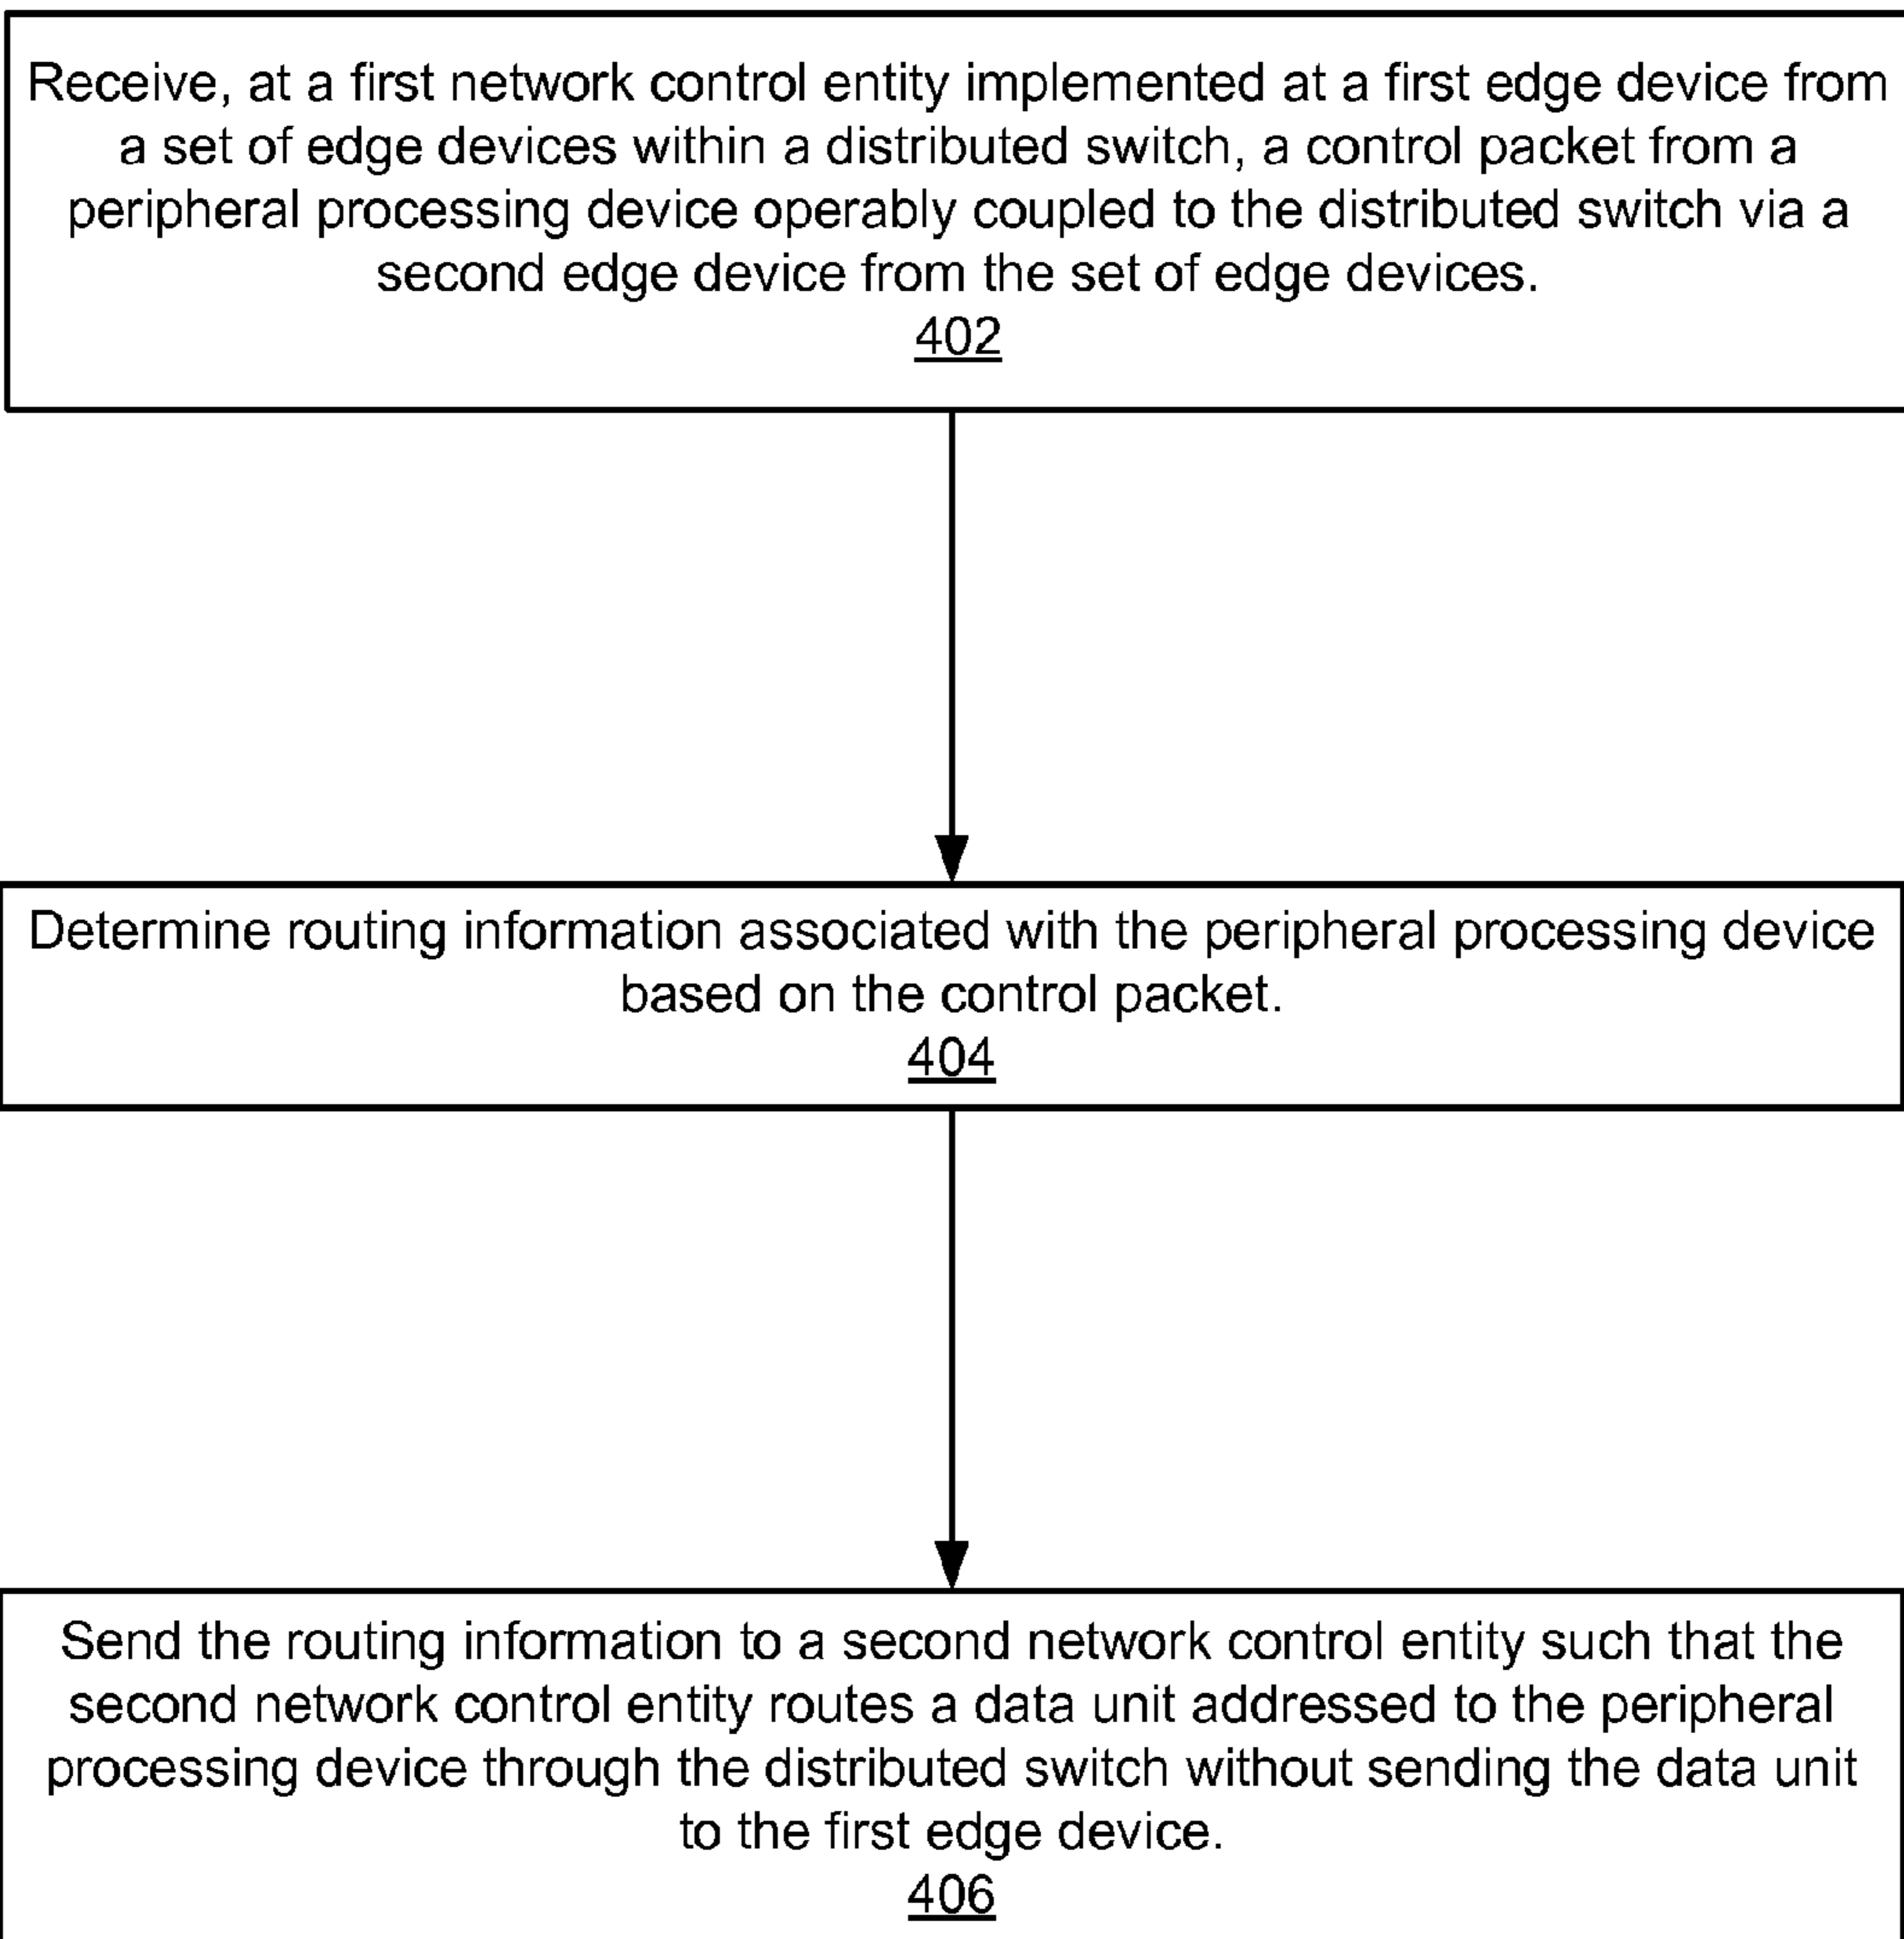 Receive, at a first network control entity implemented at a first edge device from
a set of edge devices within a distributed switch, a control packet from a
peripheral processing device operably coupled to the distributed switch via a
second edge device from the set of edge devices.
402
Determine routing information associated with the peripheral processing device
based on the control packet.
404
Send the routing information to a second network control entity such that the
second network control entity routes a data unit addressed to the peripheral
processing device through the distributed switch without sending the data unit
to the first edge device.
406